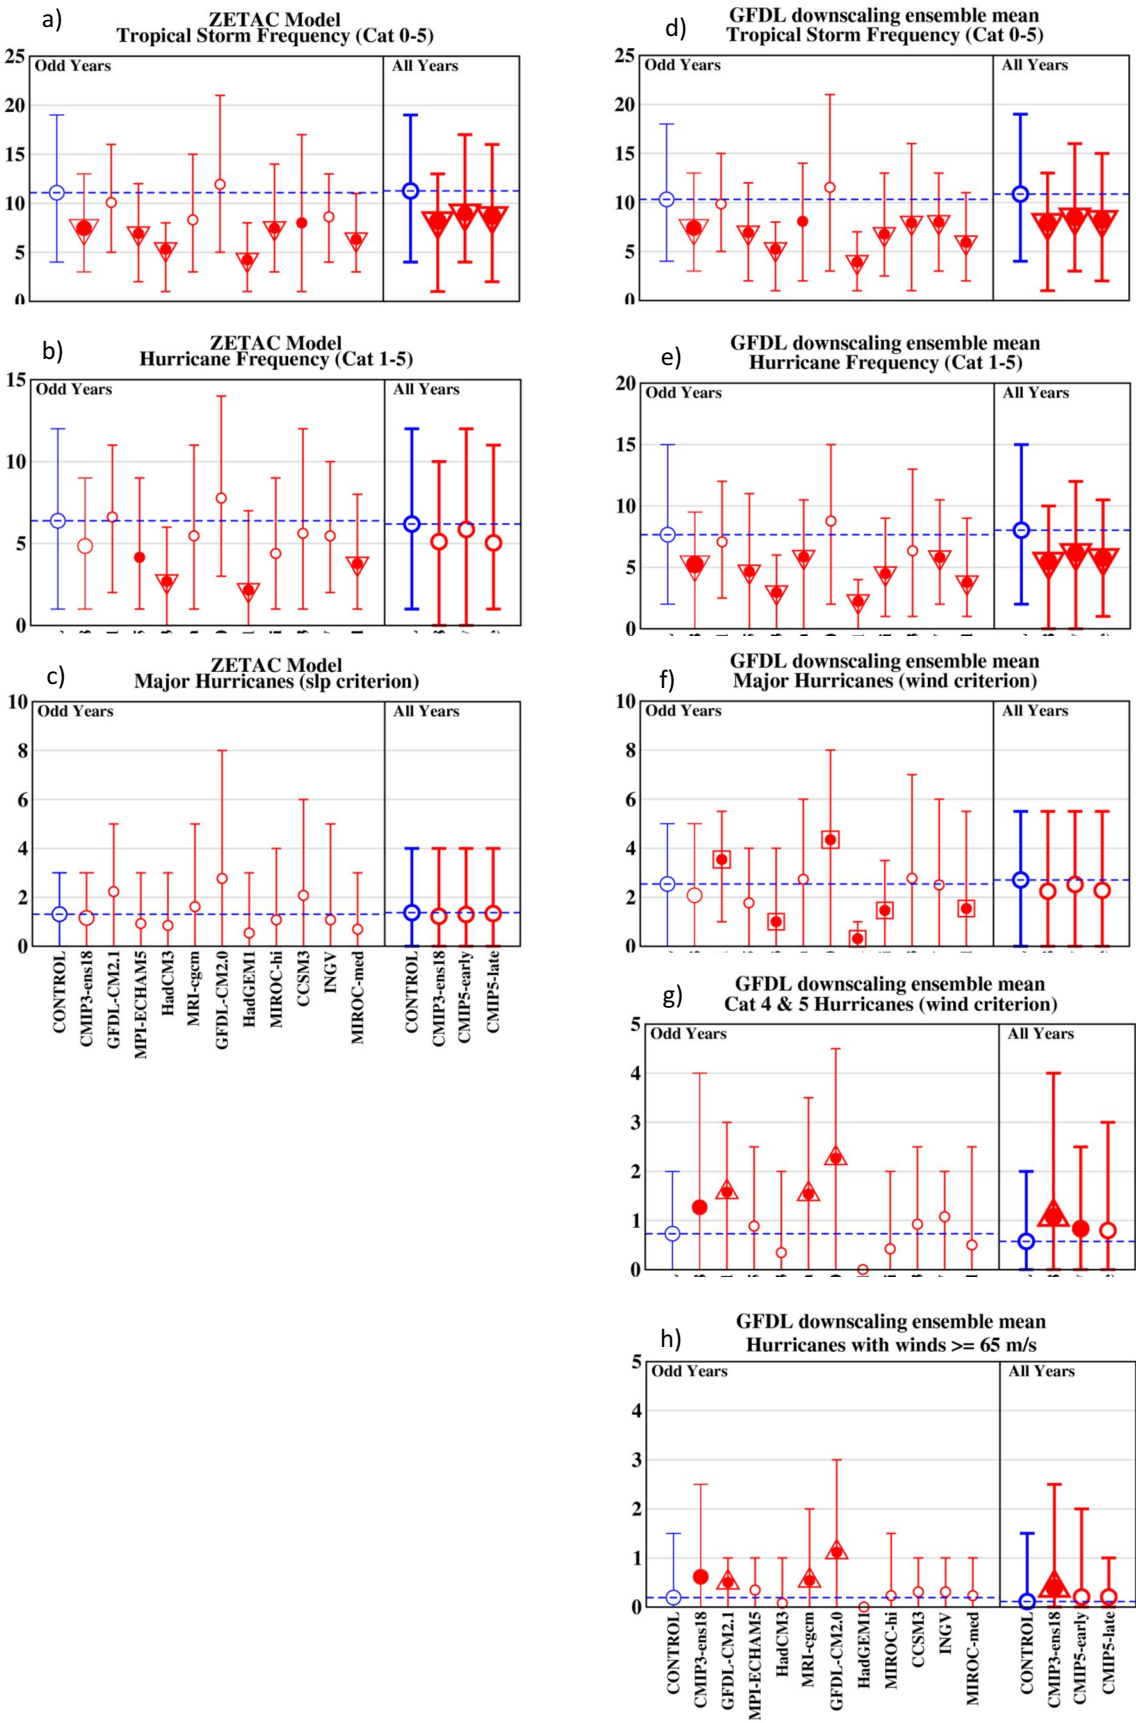 a)
ZETAC Model
Tropical Storm Frequency (Cat 0-5)
Odd Years
All Years
25
20
15
10
5
0
b)
ZETAC Model
Hurricane Frequency (Cat 1-5)
Odd Years
All Years
15
10
5
0
c)
ZETAC Model
Major Hurricanes (slp criterion)
Odd Years
All Years
10
8
6
4
2
0
CONTROL
CMIP3-ens18
GFDL-CM2.1
MPI-ECHAM5
HadCM3
MRI-cgcm
GFDL-CM2.0
HadGEM1
MIROC-hi
CCSM3
INGV
MIROC-med
CONTROL
CMIP3-ens18
CMIP5-early
CMIP5-late
d)
GFDL downscaling ensemble mean
Tropical Storm Frequency (Cat 0-5)
Odd Years
All Years
25
20
15
10
5
0
e)
GFDL downscaling ensemble mean
Hurricane Frequency (Cat 1-5)
Odd Years
All Years
20
15
10
5
0
f)
GFDL downscaling ensemble mean
Major Hurricanes (wind criterion)
Odd Years
All Years
10
8
6
4
2
0
g)
GFDL downscaling ensemble mean
Cat 4 & 5 Hurricanes (wind criterion)
Odd Years
All Years
5
4
3
2
1
0
h)
GFDL downscaling ensemble mean
Hurricanes with winds >= 65 m/s
Odd Years
All Years
5
4
3
2
1
0
CONTROL
CMIP3-ens18
GFDL-CM2.1
MPI-ECHAM5
HadCM3
MRI-cgcm
GFDL-CM2.0
HadGEM1
MIROC-hi
CCSM3
INGV
MIROC-med
CONTROL
CMIP3-ens18
CMIP5-early
CMIP5-late